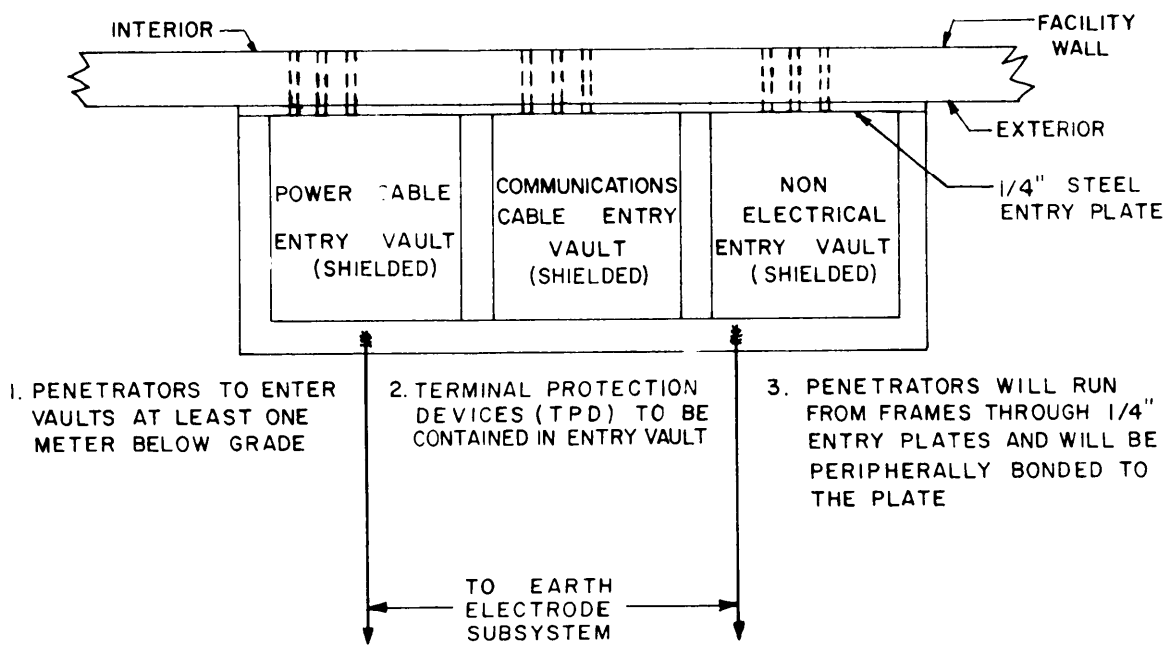 INTERIOR
FACILITY
WALL
EXTERIOR
1/4" STEEL
ENTRY PLATE
POWER CABLE
ENTRY VAULT
(SHIELDED)
COMMUNICATIONS
CABLE ENTRY
VAULT
(SHIELDED)
NON
ELECTRICAL
ENTRY VAULT
(SHIELDED)
1. PENETRATORS TO ENTER
VAULTS AT LEAST ONE
METER BELOW GRADE
2. TERMINAL PROTECTION
DEVICES (TPD) TO BE
CONTAINED IN ENTRY VAULT
3. PENETRATORS WILL RUN
FROM FRAMES THROUGH 1/4"
ENTRY PLATES AND WILL BE
PERIPHERALLY BONDED TO
THE PLATE
TO EARTH
ELECTRODE
SUBSYSTEM